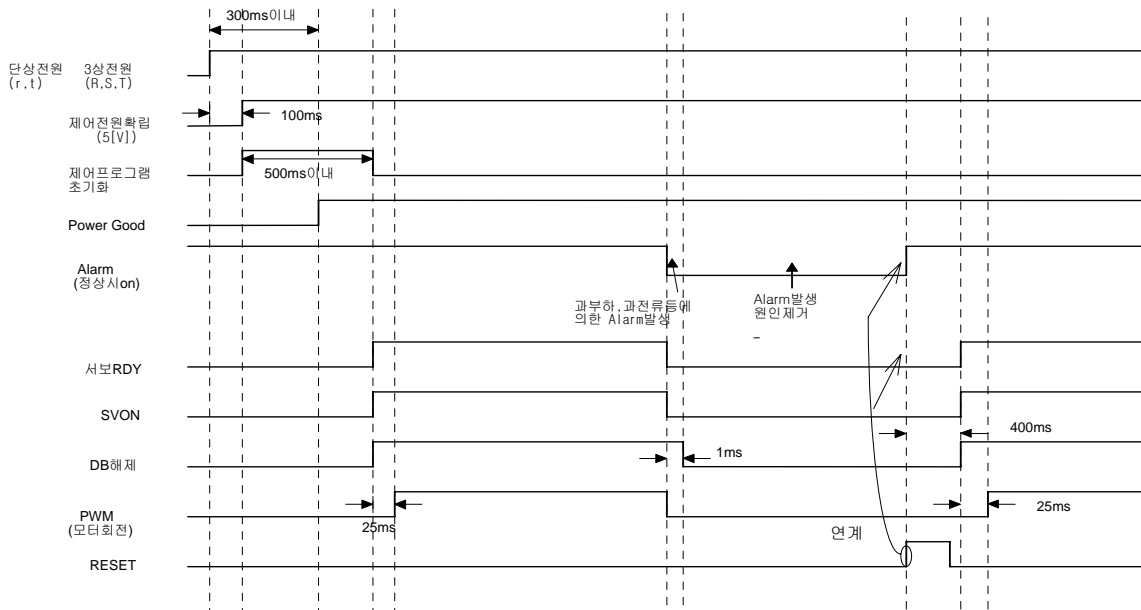 300ms이내
단상전원 3상전원
(r,t) (R,S,T)
100ms
제어전원확립
(5[V])
500ms이내
제어프로그램
초기화
Power Good
Alarm
(정상시on)
과부하,과전류등에
의한 Alarm발생
Alarm발생
원인제거
서보RDY
SVON
400ms
DB해제
1ms
PWM
(모터회전)
25ms
25ms
연계
RESET